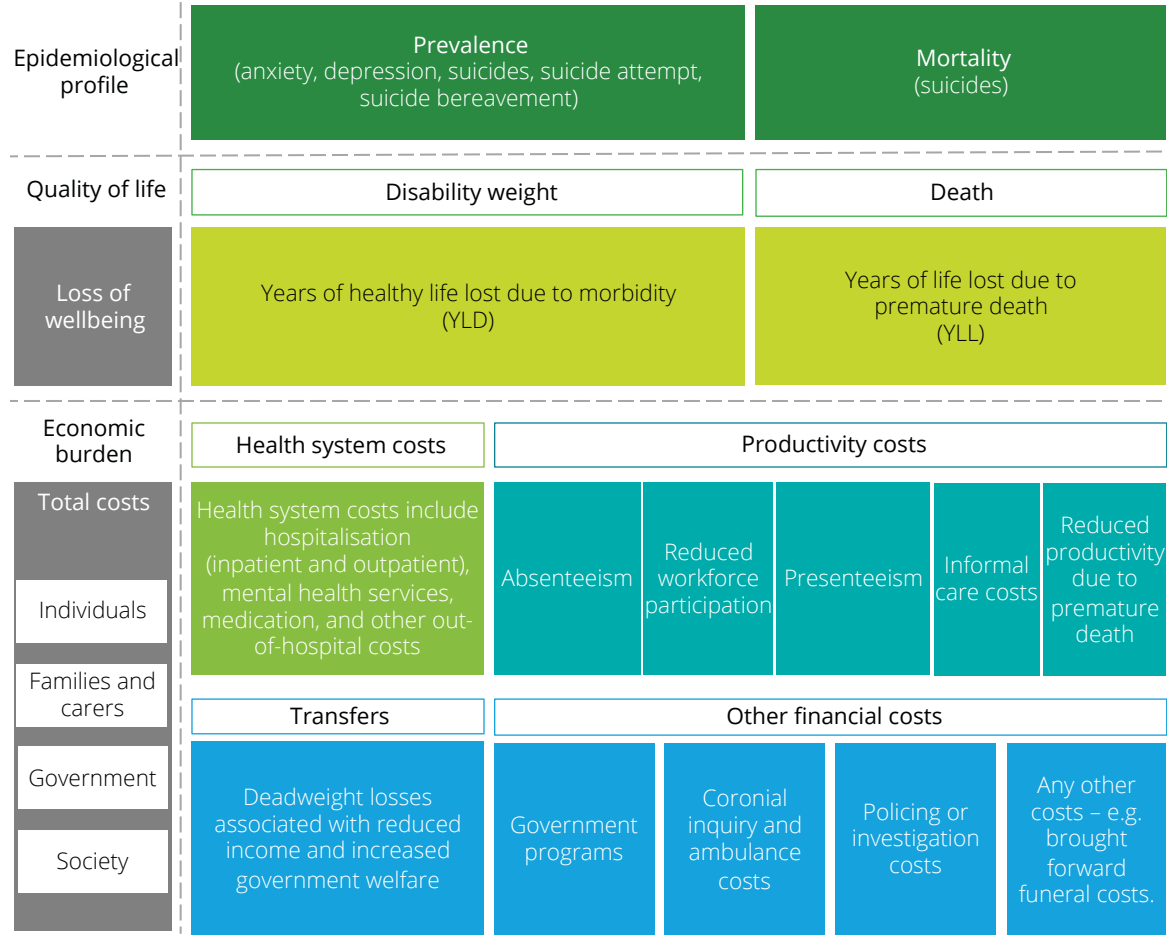 Epidemiological
profile
Prevalence
(anxiety, depression, suicides, suicide attempt,
suicide bereavement)
Mortality
(suicides)
Quality of life
Disability weight
Death
Loss of
wellbeing
Years of healthy life lost due to morbidity
(YLD)
Years of life lost due to
premature death
(YLL)
Economic
burden
Health system costs
Productivity costs
Total costs
Individuals
Families and
carers
Government
Society
Health system costs include
hospitalisation
(inpatient and outpatient),
mental health services,
medication, and other out-
of-hospital costs
Absenteeism
Reduced
workforce
participation
Presenteeism
Informal
care costs
Reduced
productivity
due to
premature
death
Transfers
Other financial costs
Deadweight losses
associated with reduced
income and increased
government welfare
Government
programs
Coronial
inquiry and
ambulance
costs
Policing or
investigation
costs
Any other
costs – e.g.
brought
forward
funeral costs.